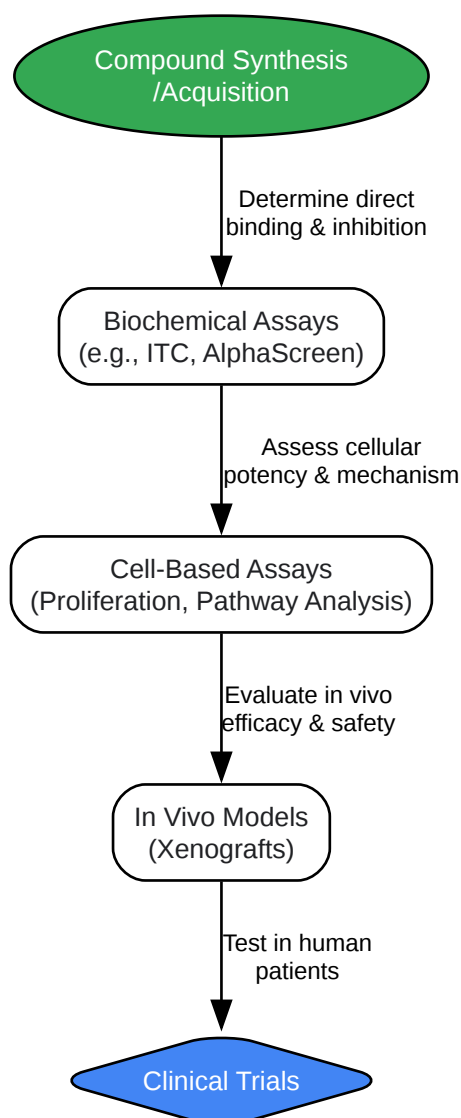 Compound Synthesis
/Acquisition
Determine direct
binding & inhibition
Biochemical Assays
(e.g., ITC, AlphaScreen)
Assess cellular
potency & mechanism
Cell-Based Assays
(Proliferation, Pathway Analysis)
Evaluate in vivo
efficacy & safety
In Vivo Models
(Xenografts)
Test in human
patients
Clinical Trials